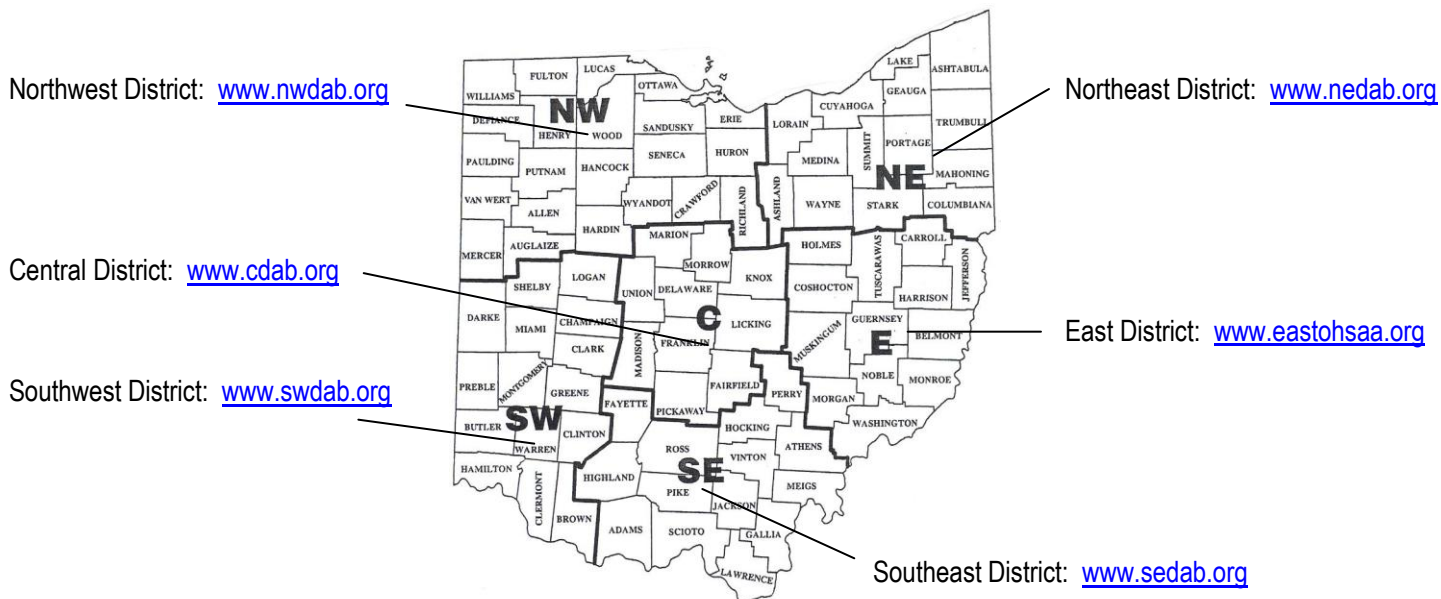 LAKE
ASHTABULA
LUCAS
FULTON
GEAUGA
OTTAWA
Northwest District: www.nwdab.org
WILLIAMS
NW
CUYAHOGA
Northeast District: www.nedab.org
DEFIANCE
ERIE
LORAIN
TRUMBULL
HENRY
WOOD
SANDUSKY
SUMMIT
PORTAGE
PAULDING
PUTNAM
HANCOCK
SENECA
HURON
MEDINA
NE
MAHONING
VAN WERT
ALLEN
WYANDOT
CRAWFORD
RICHLAND
ASHLAND
WAYNE
STARK
COLUMBIANA
HARDIN
MARION
MERCER
AUGLAIZE
MORROW
HOLMES
TUSCARAWAS
CARROLL
JEFFERSON
Central District: www.cdab.org
LOGAN
KNOX
SHELBY
UNION
DELAWARE
COSHOCTON
HARRISON
DARKE
MIAMI
CHAMPAIGN
C
LICKING
GUERNSEY
CLARK
MADISON
FRANKLIN
MUSKINGUM
E
BELMONT
East District: www.eastohsaa.org
PREBLE
MONTGOMERY
GREENE
FAIRFIELD
NOBLE
MONROE
Southwest District: www.swdab.org
FAYETTE
PICKAWAY
PERRY
MORGAN
BUTLER
SW
CLINTON
HOCKING
WASHINGTON
WARREN
ROSS
ATHENS
HAMILTON
CLERMONT
HIGHLAND
SE
VINTON
MEIGS
PIKE
JACKSON
BROWN
ADAMS
SCIOTO
GALLIA
LAWRENCE
Southeast District: www.sedab.org